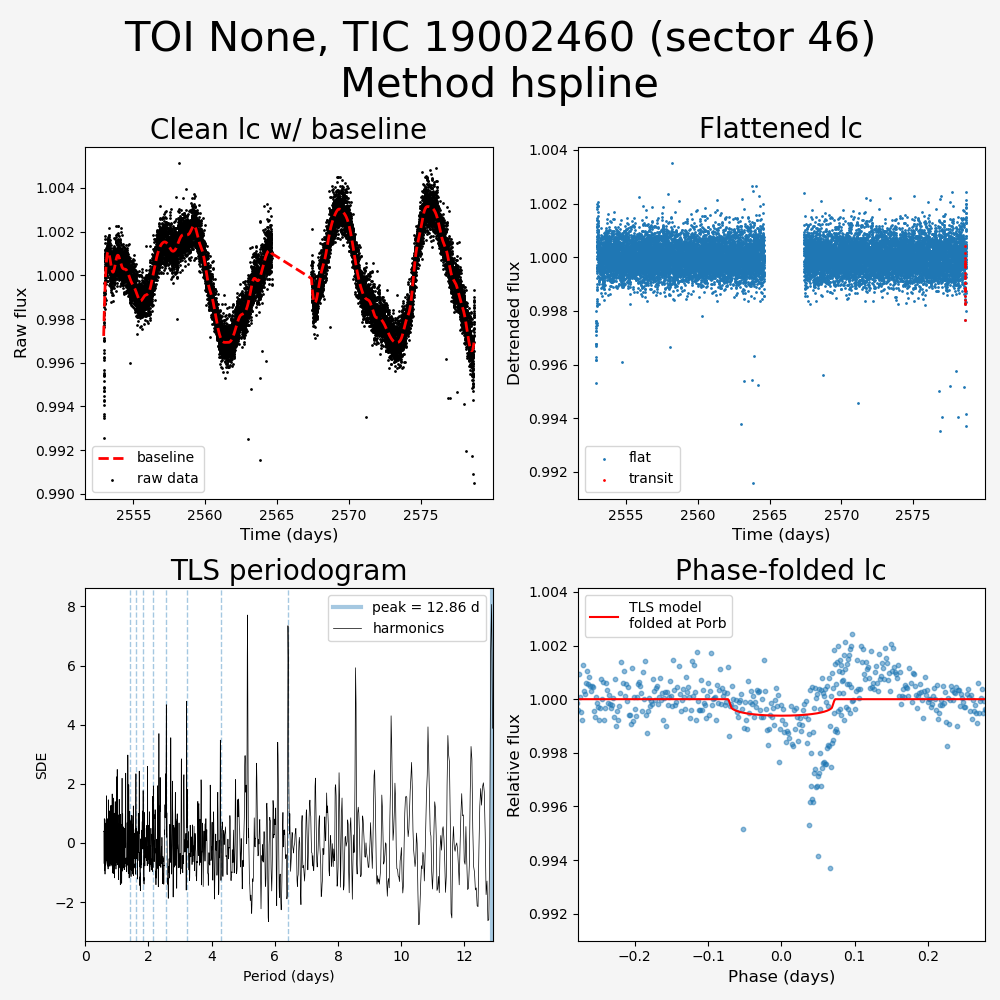 TOI None, TIC 19002460 (sector 46)
Method hspline
Clean lc w/ baseline
Raw flux
1.004
1.002
1.000
0.998
0.996
0.994
0.992
0.990
baseline
raw data
2555 2560 2565 2570 2575
Time (days)
Flattened lc
Detrended flux
1.004
1.002
1.000
0.998
0.996
0.994
0.992
flat
transit
2555 2560 2565 2570 2575
Time (days)
TLS periodogram
SDE
8
6
4
2
0
−2
peak = 12.86 d
harmonics
0 2 4 6 8 10 12
Period (days)
Phase-folded lc
Relative flux
1.004
1.002
1.000
0.998
0.996
0.994
0.992
TLS model
folded at Porb
−0.2 −0.1 0.0 0.1 0.2
Phase (days)